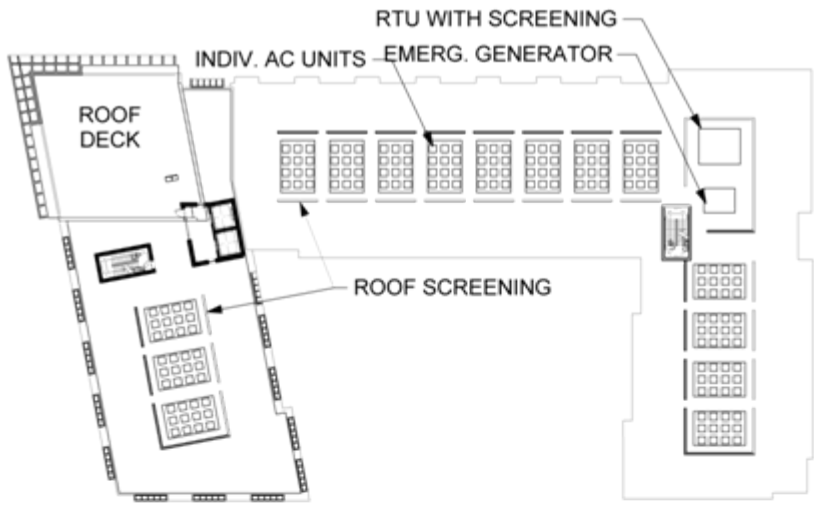 RTU WITH SCREENING
INDIV. AC UNITS
EMERG. GENERATOR
ROOF
DECK
ROOF SCREENING